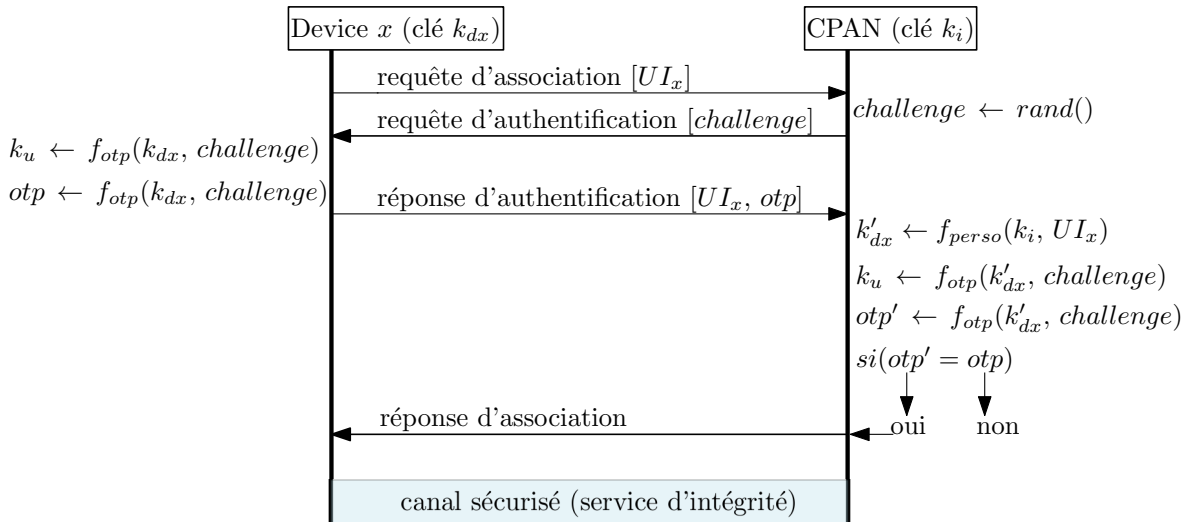 Device x (clé k_dx)
CPAN (clé k_i)
requête d'association [UI_x]
challenge ← rand()
requête d'authentification [challenge]
k_u ← f_otp(k_dx, challenge)
otp ← f_otp(k_dx, challenge)
réponse d'authentification [UI_x, otp]
k'_dx ← f_perso(k_i, UI_x)
k_u ← f_otp(k'_dx, challenge)
otp' ← f_otp(k'_dx, challenge)
si(otp' = otp)
réponse d'association
oui
non
canal sécurisé (service d'intégrité)